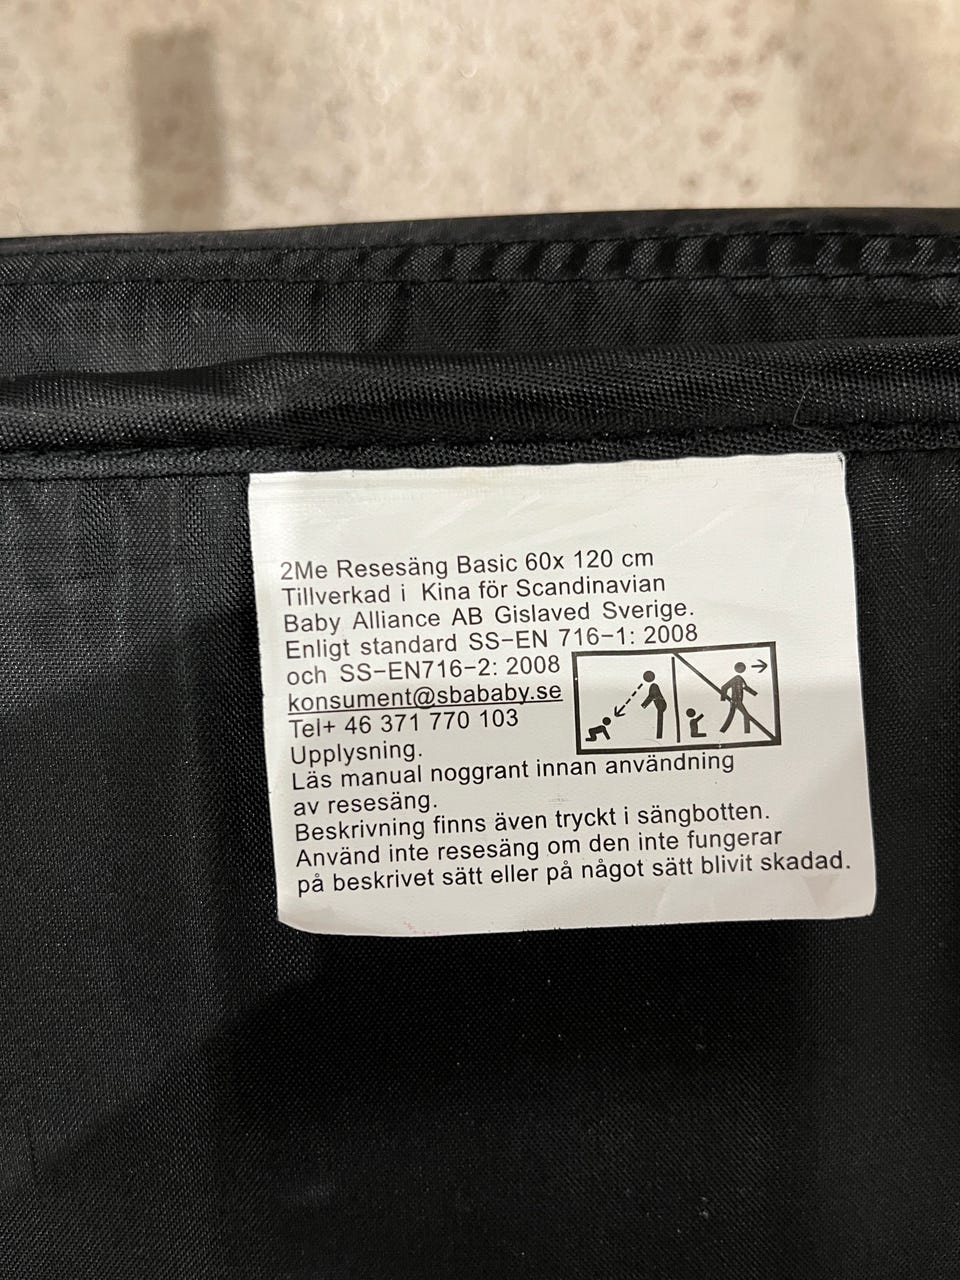 2Me Resesäng Basic 60x 120 cm
Tillverkad i Kina för Scandinavian
Baby Alliance AB Gislaved Sverige.
Enligt standard SS-EN 716-1: 2008
och SS-EN716-2: 2008
konsument@sbababy.se
Tel+ 46 371 770 103
Upplysning.
Läs manual noggrant innan användning
av resesäng.
Beskrivning finns även tryckt i sängbotten.
Använd inte resesäng om den inte fungerar
på beskrivet sätt eller på något sätt blivit skadad.